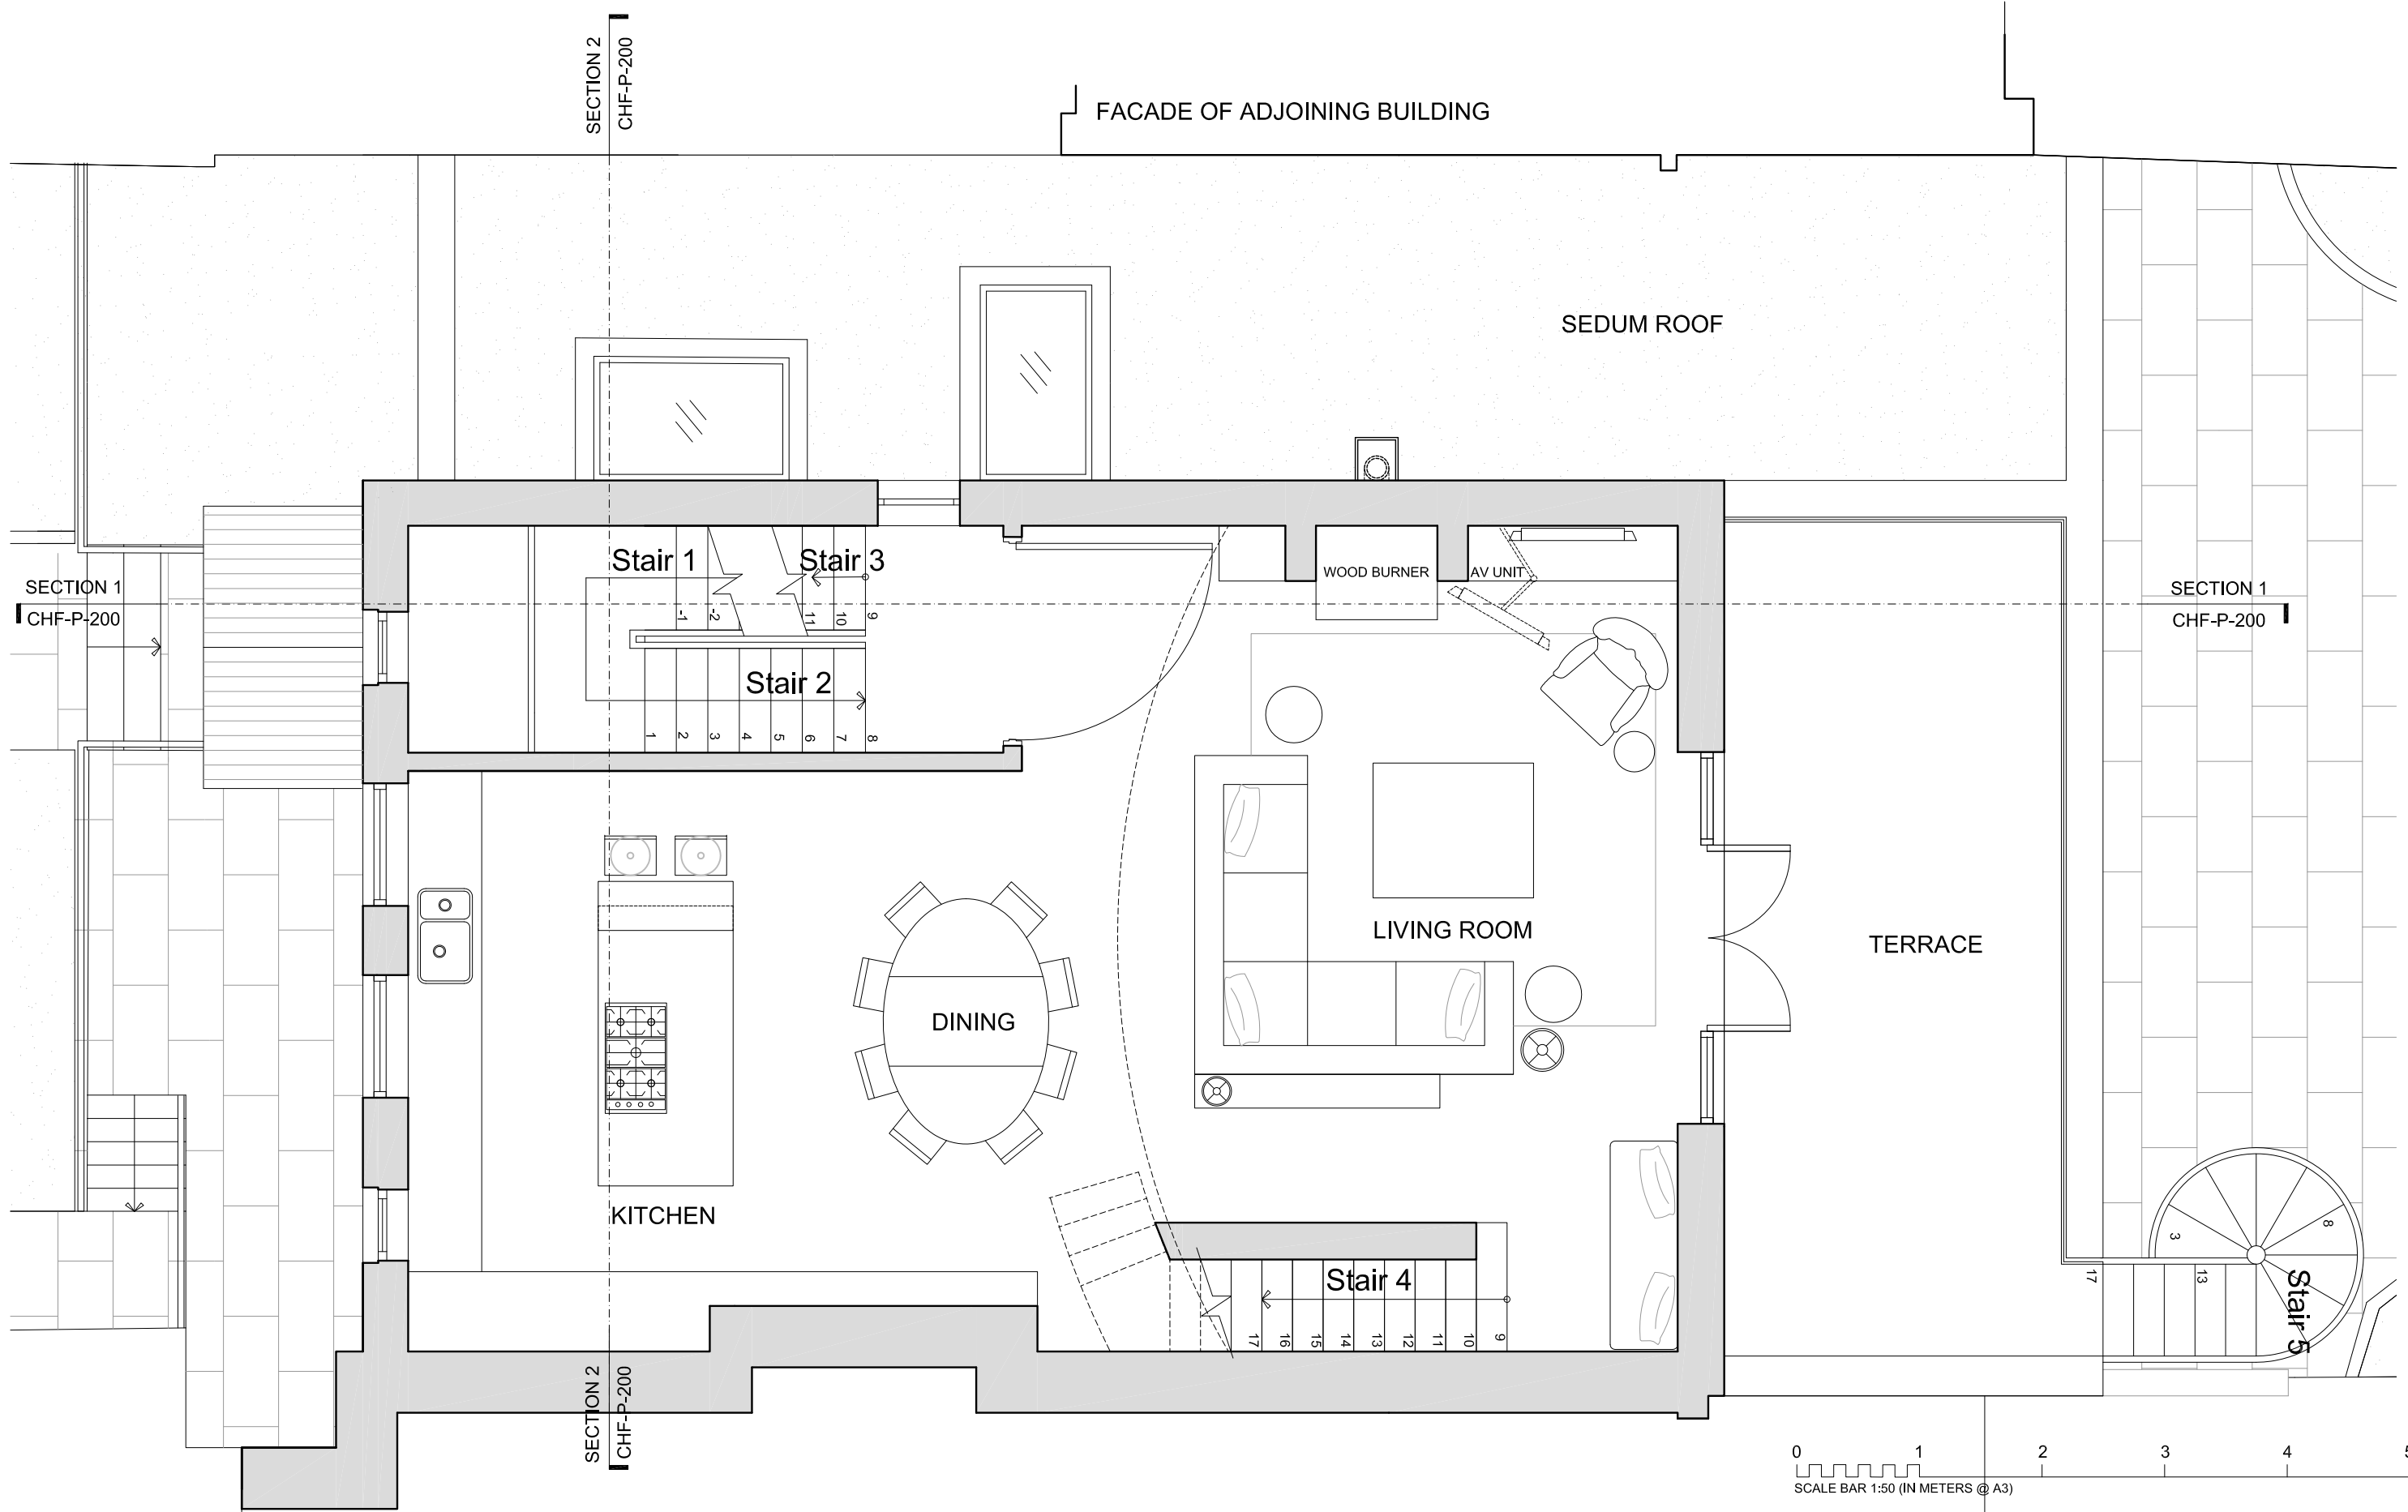 SECTION 2
CHF-P-200
FACADE OF ADJOINING BUILDING
SEDUM ROOF
Stair 1
Stair 3
WOOD BURNER
AV UNIT
SECTION 1
CHF-P-200
SECTION 1
CHF-P-200
-1
-2
11
10
9
Stair 2
1
2
3
4
5
6
7
8
LIVING ROOM
TERRACE
DINING
KITCHEN
Stair 4
17
16
15
14
13
12
11
10
9
3
8
17
13
Stair 5
SECTION 2
CHF-P-200
0 1 2 3 4 5
SCALE BAR 1:50 (IN METERS @ A3)